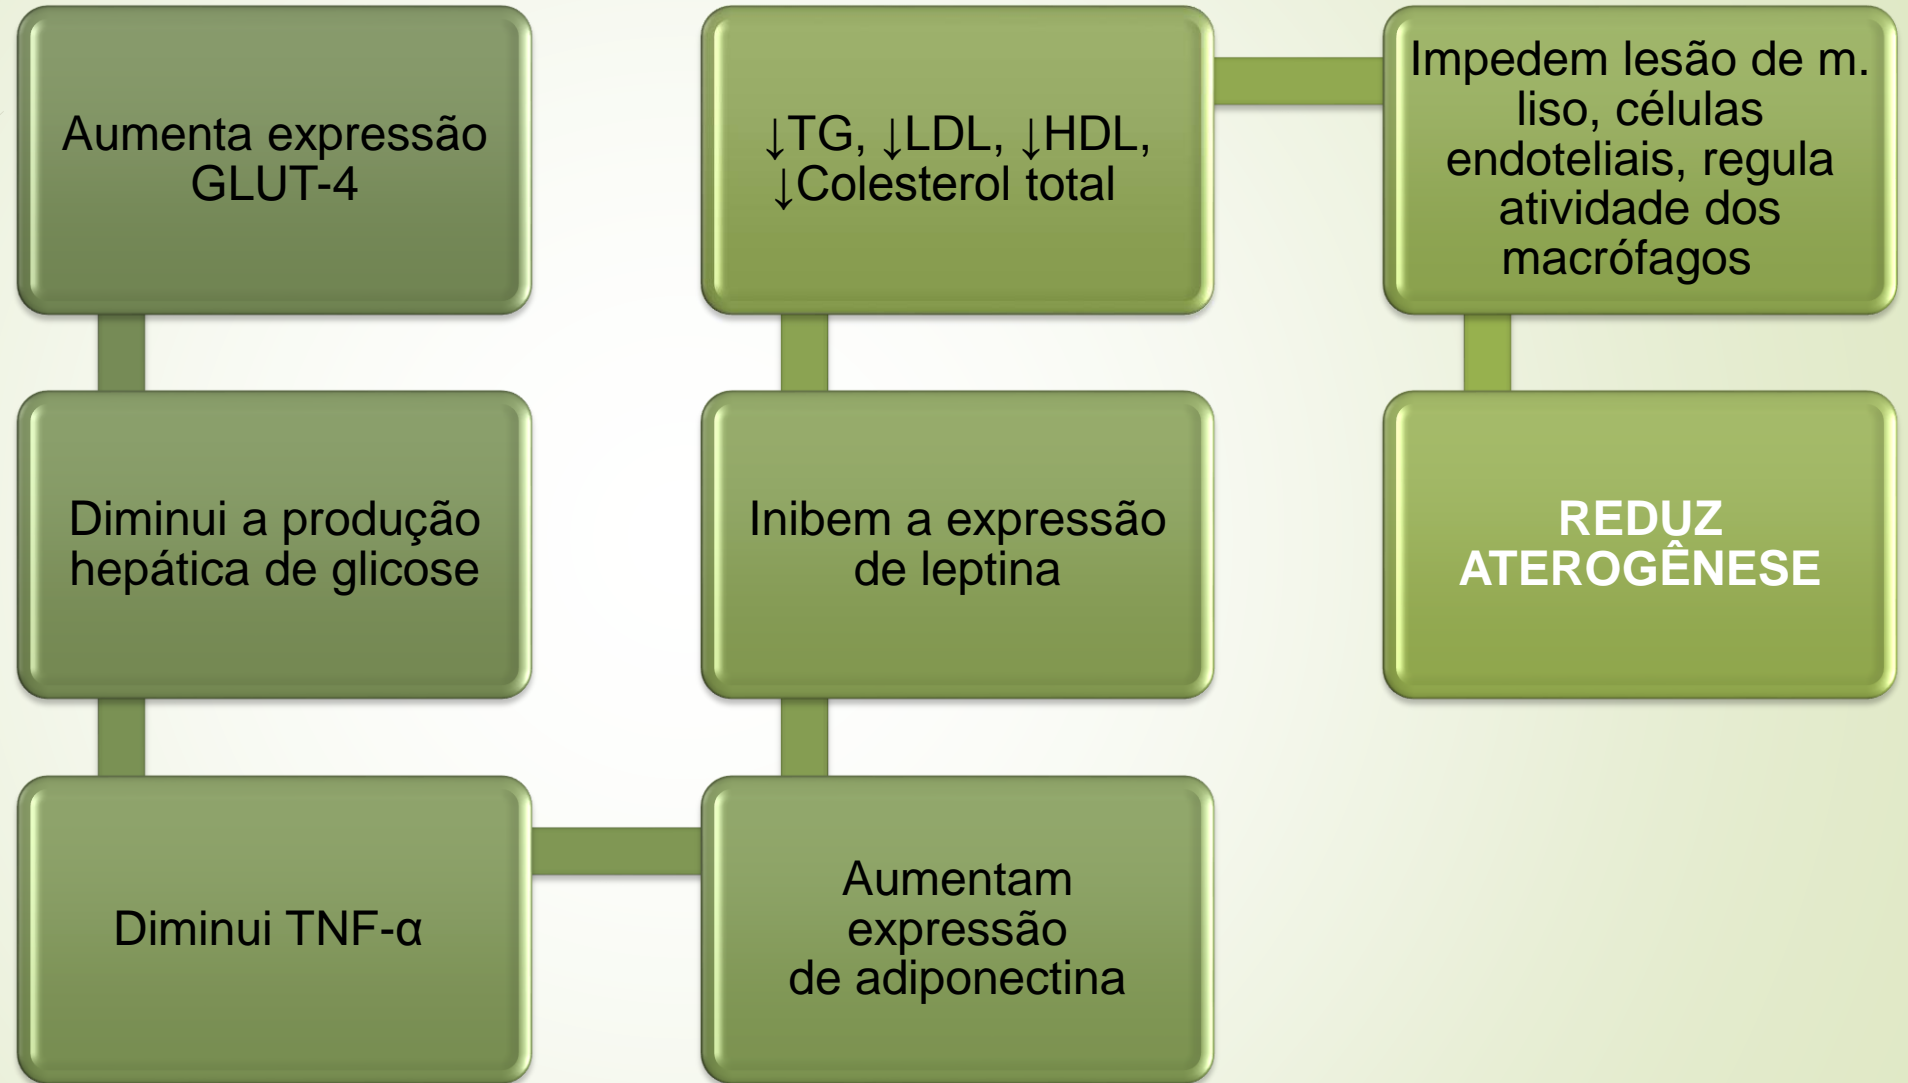 Aumenta expressão
GLUT-4
Diminui a produção
hepática de glicose
Diminui TNF-α
Aumentam
expressão
de adiponectina
Inibem a expressão
de leptina
↓TG, ↓LDL, ↓HDL,
↓Colesterol total
Impedem lesão de m.
liso, células
endoteliais, regula
atividade dos
macrófagos
REDUZ
ATEROGÊNESE